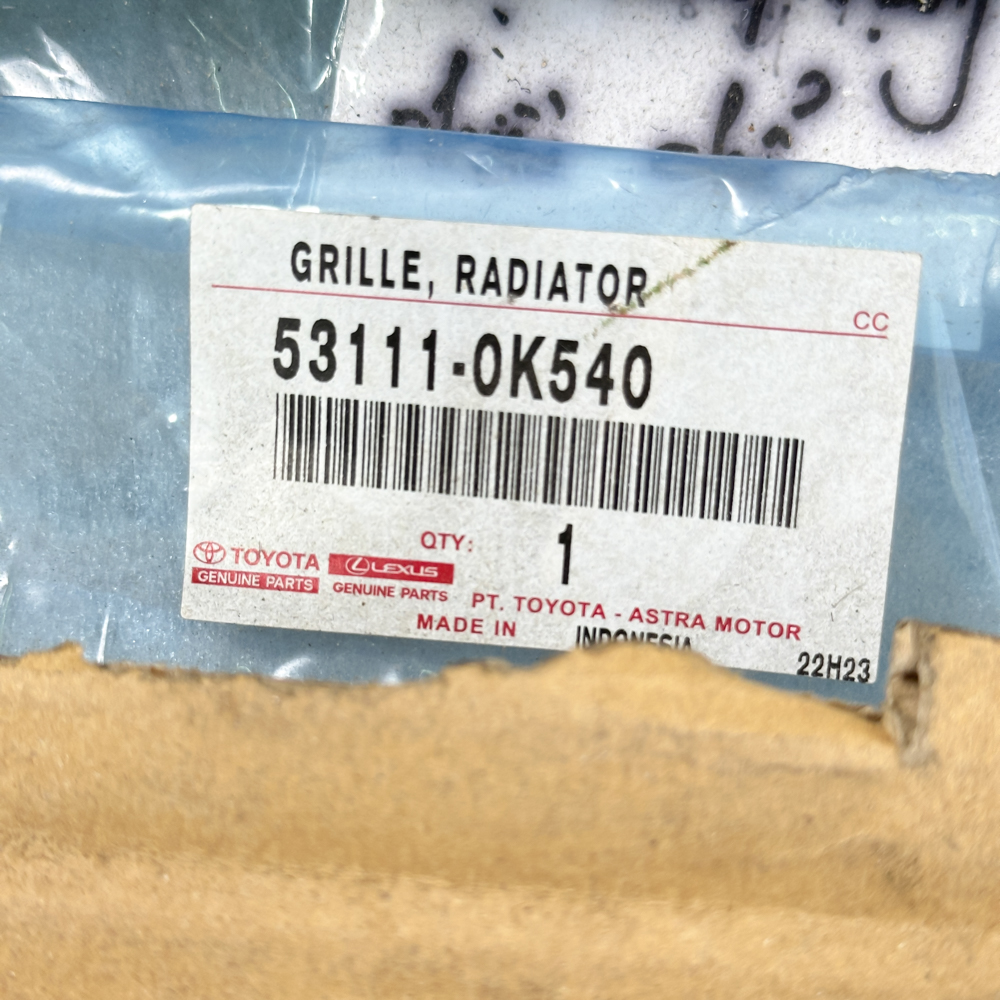 GRILLE, RADIATOR
CC
53111-0K540
QTY: 1
TOYOTA
GENUINE PARTS
LEXUS
GENUINE PARTS
PT. TOYOTA - ASTRA MOTOR
MADE IN INDONESIA
22H23